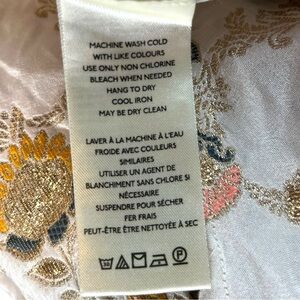 MACHINE WASH COLD
WITH LIKE COLOURS
USE ONLY NON CHLORINE
BLEACH WHEN NEEDED
HANG TO DRY
COOL IRON
MAY BE DRY CLEAN
LAVER À LA MACHINE À L'EAU
FROIDE AVEC COULEURS
SIMILAIRES
UTILISER UN AGENT DE
BLANCHIMENT SANS CHLORE SI
NÉCESSAIRE
SUSPENDRE POUR SÉCHER
FER FRAIS
PEUT-ÊTRE ÊTRE NETTOYÉE À SEC